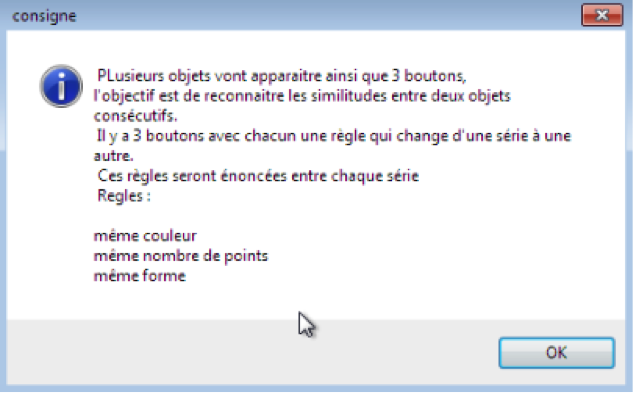 consigne
PLusieurs objets vont apparaitre ainsi que 3 boutons,
l'objectif est de reconnaitre les similitudes entre deux objets
consécutifs.
Il y a 3 boutons avec chacun une règle qui change d'une série à une
autre.
Ces règles seront énoncées entre chaque série
Regles :
même couleur
même nombre de points
même forme
OK